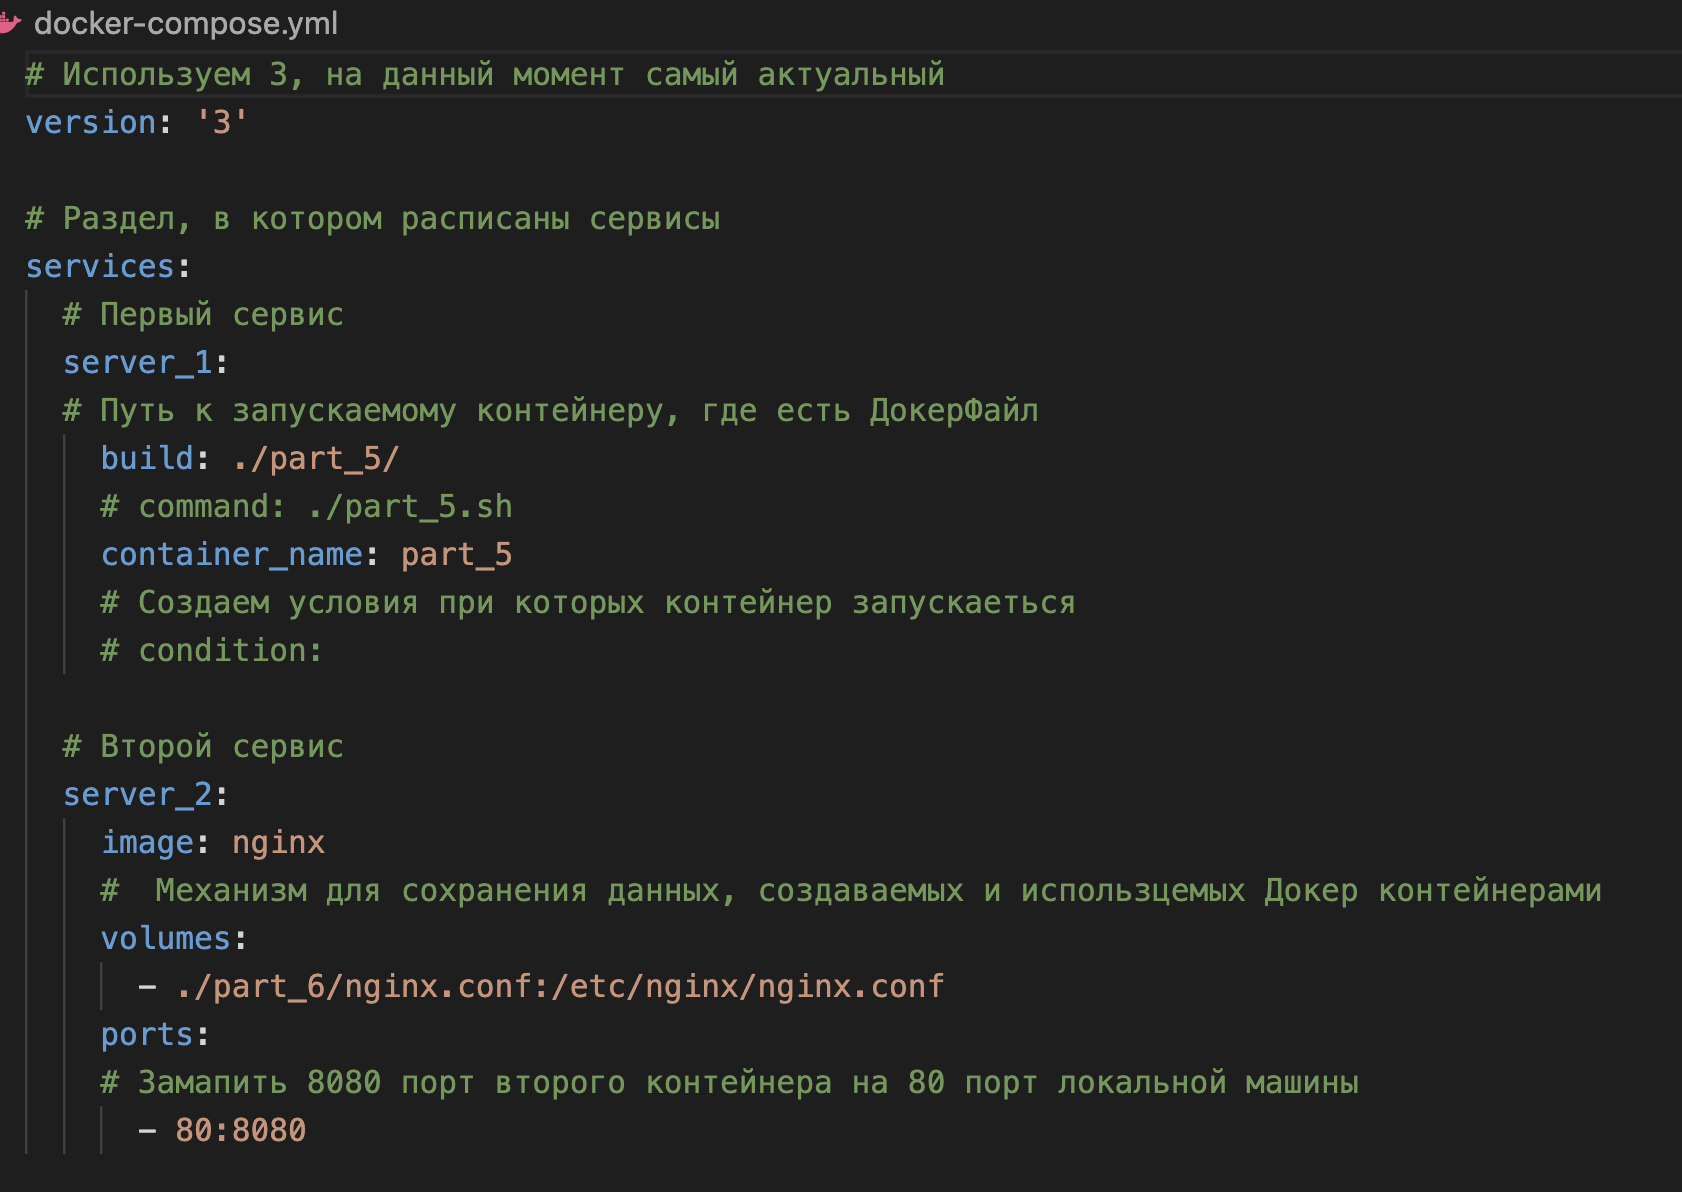 docker-compose.yml
# Используем 3, на данный момент самый актуальный
version: '3'
# Раздел, в котором расписаны сервисы
services:
# Первый сервис
server_1:
# Путь к запускаемому контейнеру, где есть ДокерФайл
build: ./part_5/
# command: ./part_5.sh
container_name: part_5
# Создаем условия при которых контейнер запускаеться
# condition:
# Второй сервис
server_2:
image: nginx
#  Механизм для сохранения данных, создаваемых и использцемых Докер контейнерами
volumes:
- ./part_6/nginx.conf:/etc/nginx/nginx.conf
ports:
# Замапить 8080 порт второго контейнера на 80 порт локальной машины
- 80:8080